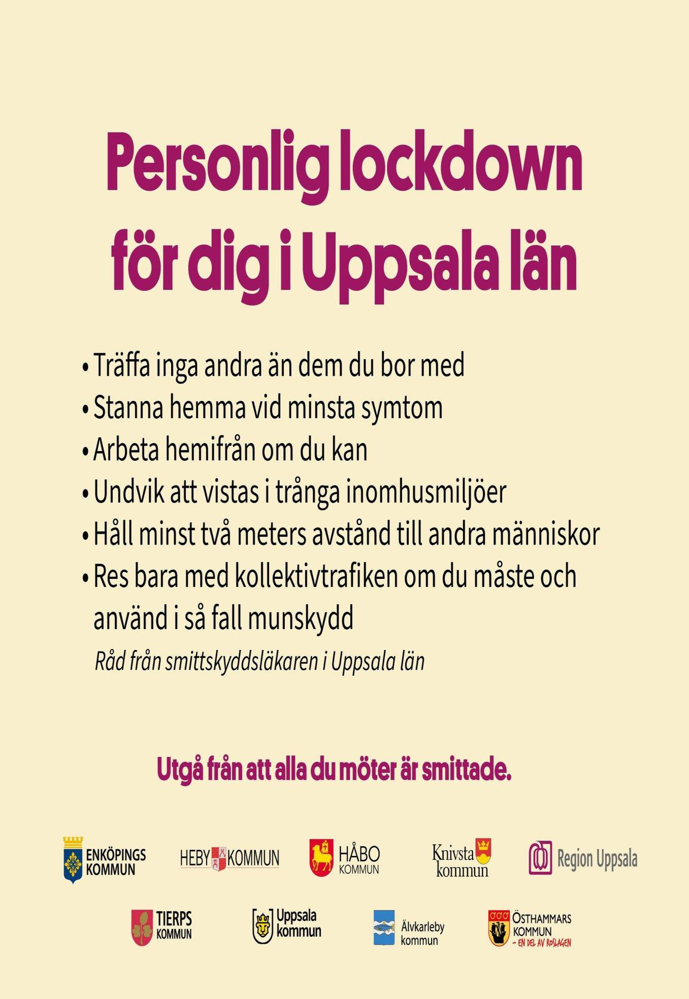 Personlig lockdown
för dig i Uppsala län
• Träffa inga andra än dem du bor med
• Stanna hemma vid minsta symtom
• Arbeta hemifrån om du kan
• Undvik att vistas i trånga inomhusmiljöer
• Håll minst två meters avstånd till andra människor
• Res bara med kollektivtrafiken om du måste och
använd i så fall munskydd
Råd från smittskyddsläkaren i Uppsala län
Utgå från att alla du möter är smittade.
ENKÖPINGS
KOMMUN
HEBY KOMMUN
HÅBO
KOMMUN
Knivsta
kommun
Region Uppsala
TIERPS
KOMMUN
Uppsala
kommun
Älvkarleby
kommun
ÖSTHAMMARS
KOMMUN
- EN DEL AV ROSLAGEN